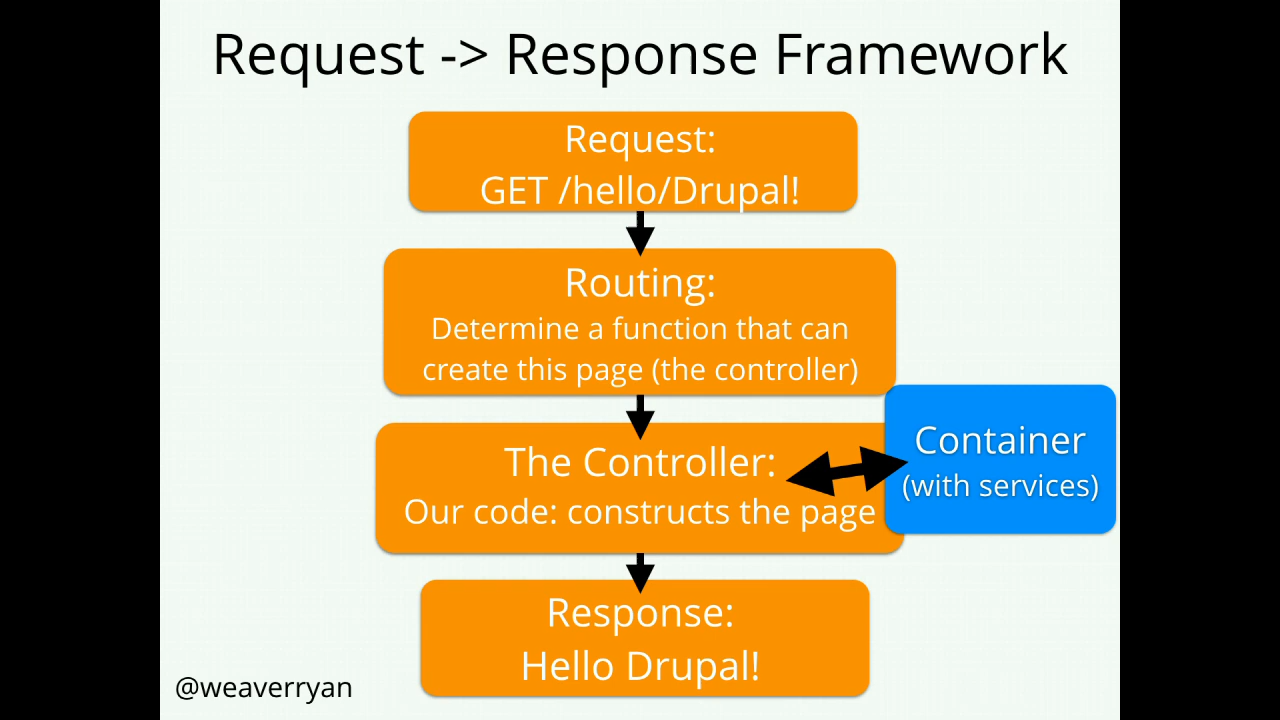 Request -> Response Framework
Request:
GET /hello/Drupal!
Routing:
Determine a function that can
create this page (the controller)
The Controller:
Our code: constructs the page
Container
(with services)
Response:
Hello Drupal!
@weaverryan